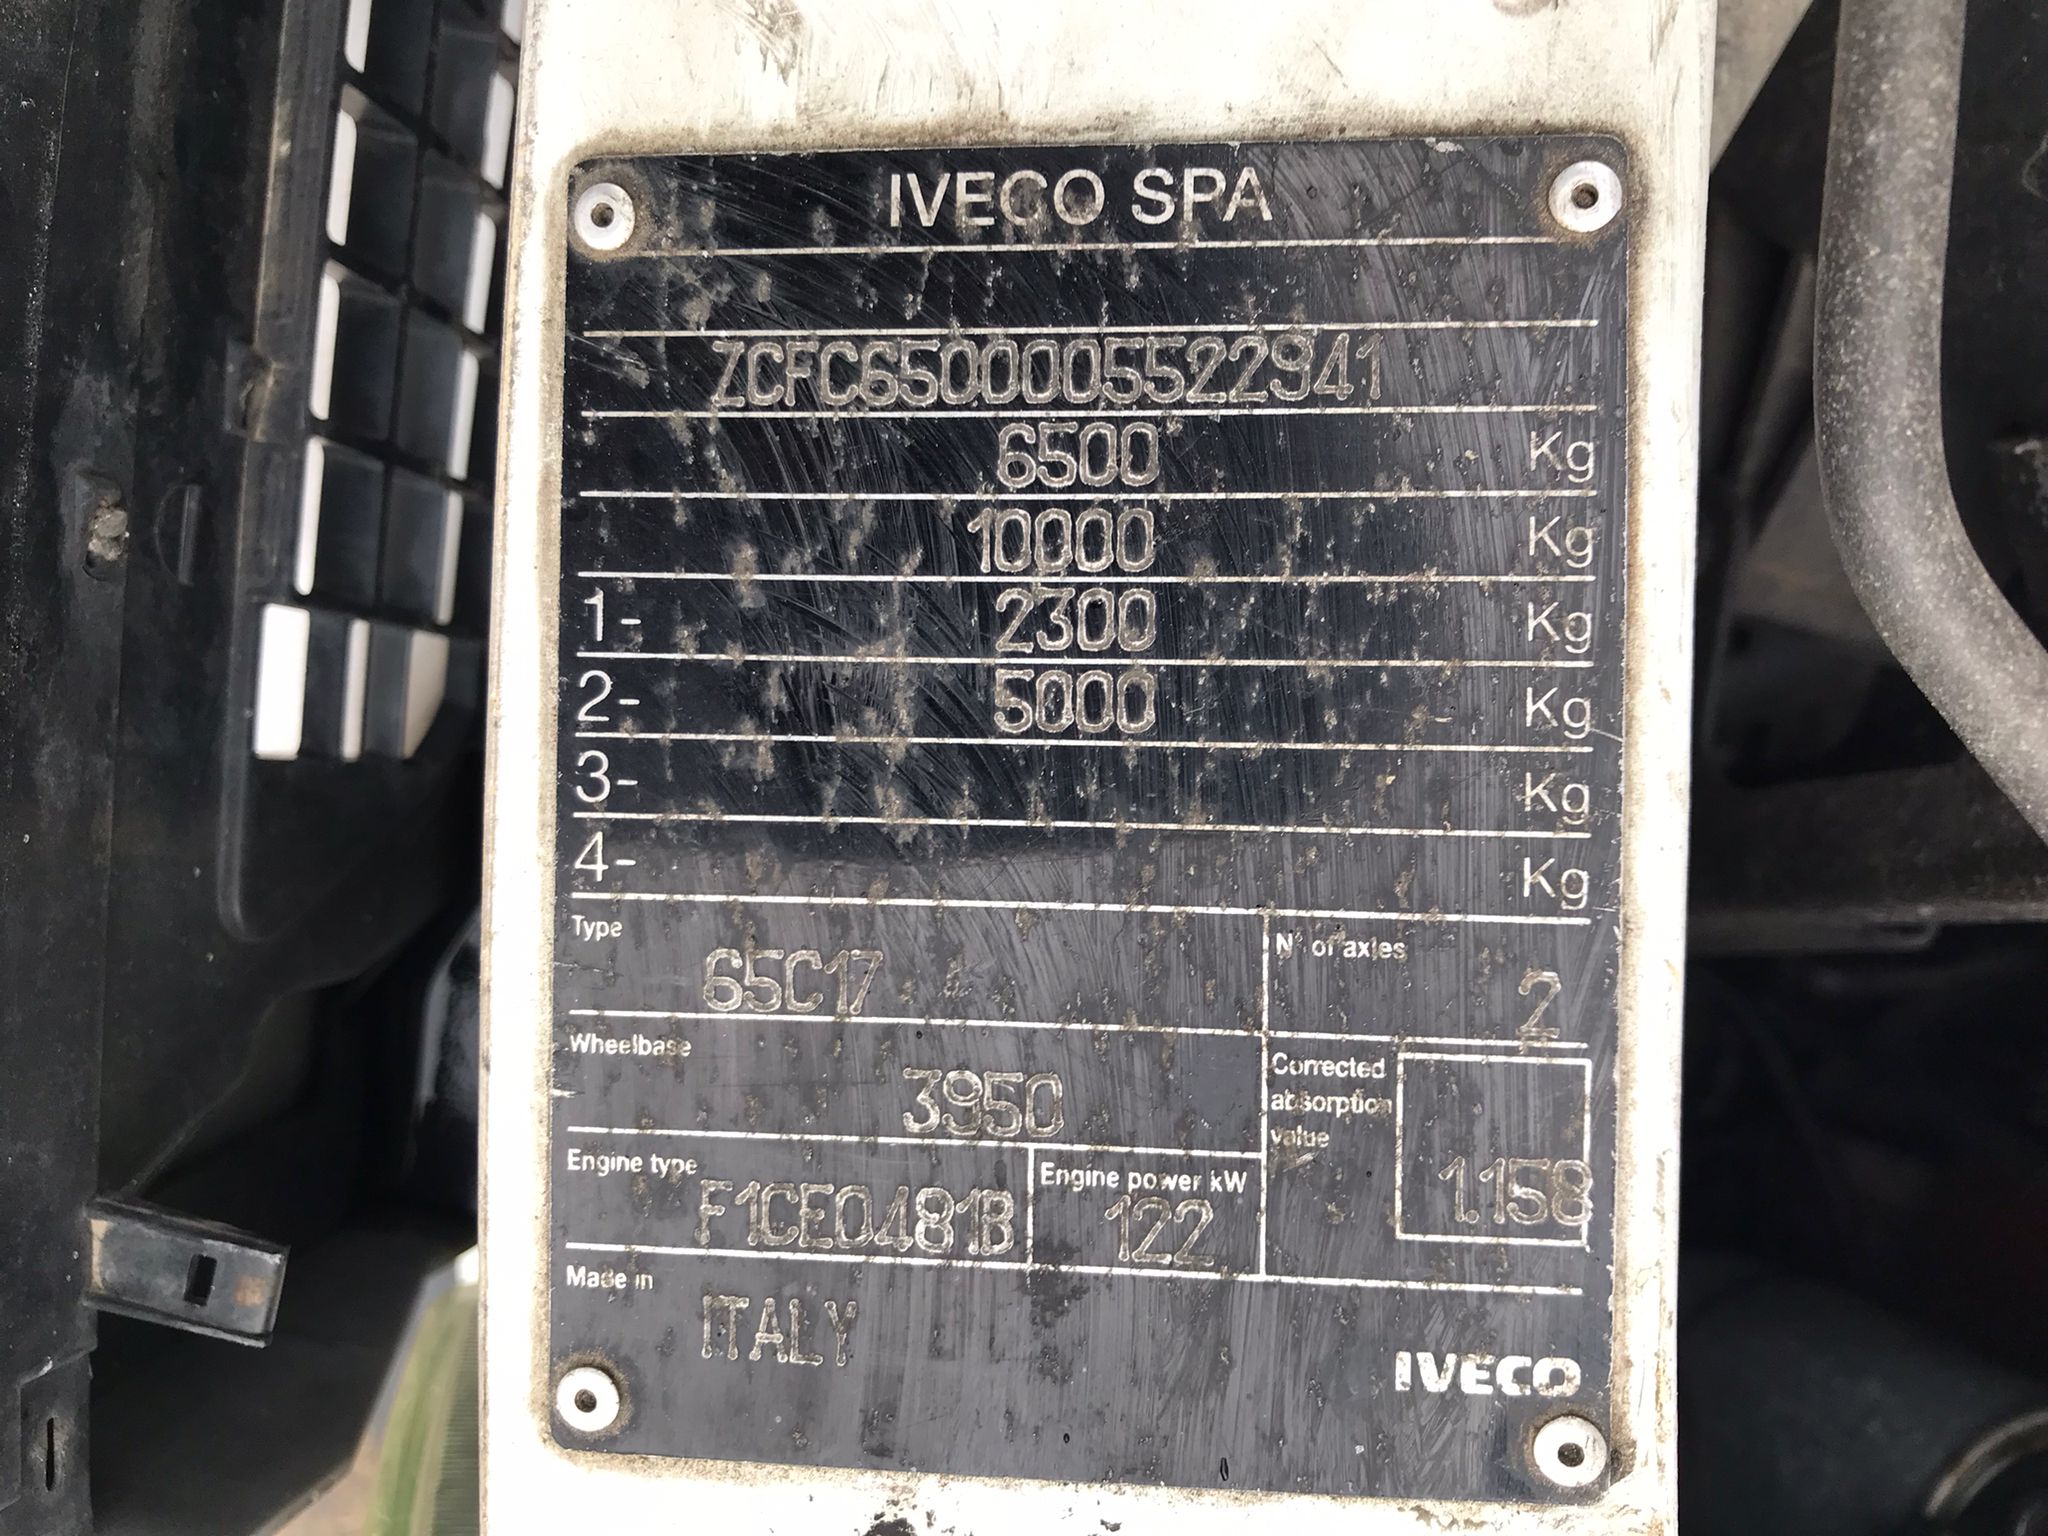 IVECO SPA
ZCFC6500005522941
6500 Kg
10000 Kg
1- 2300 Kg
2- 5000 Kg
3- Kg
4- Kg
Type
65C17
N° of axles
2
Wheelbase
3950
Corrected
absorption
value
1.158
Engine type
F1CE0481B
Engine power kW
122
Made in
ITALY
IVECO